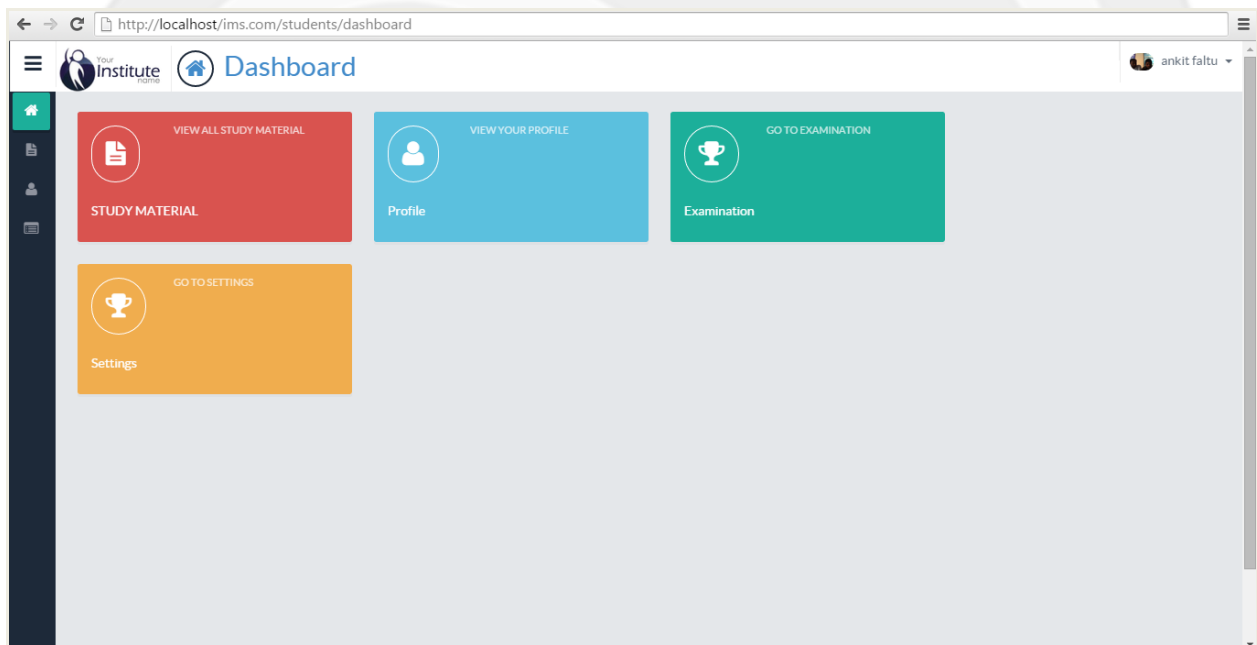 http://localhost/ims.com/students/dashboard
Your
Institute
name
Dashboard
ankit faltu
VIEW ALL STUDY MATERIAL
STUDY MATERIAL
VIEW YOUR PROFILE
Profile
GO TO EXAMINATION
Examination
GO TO SETTINGS
Settings